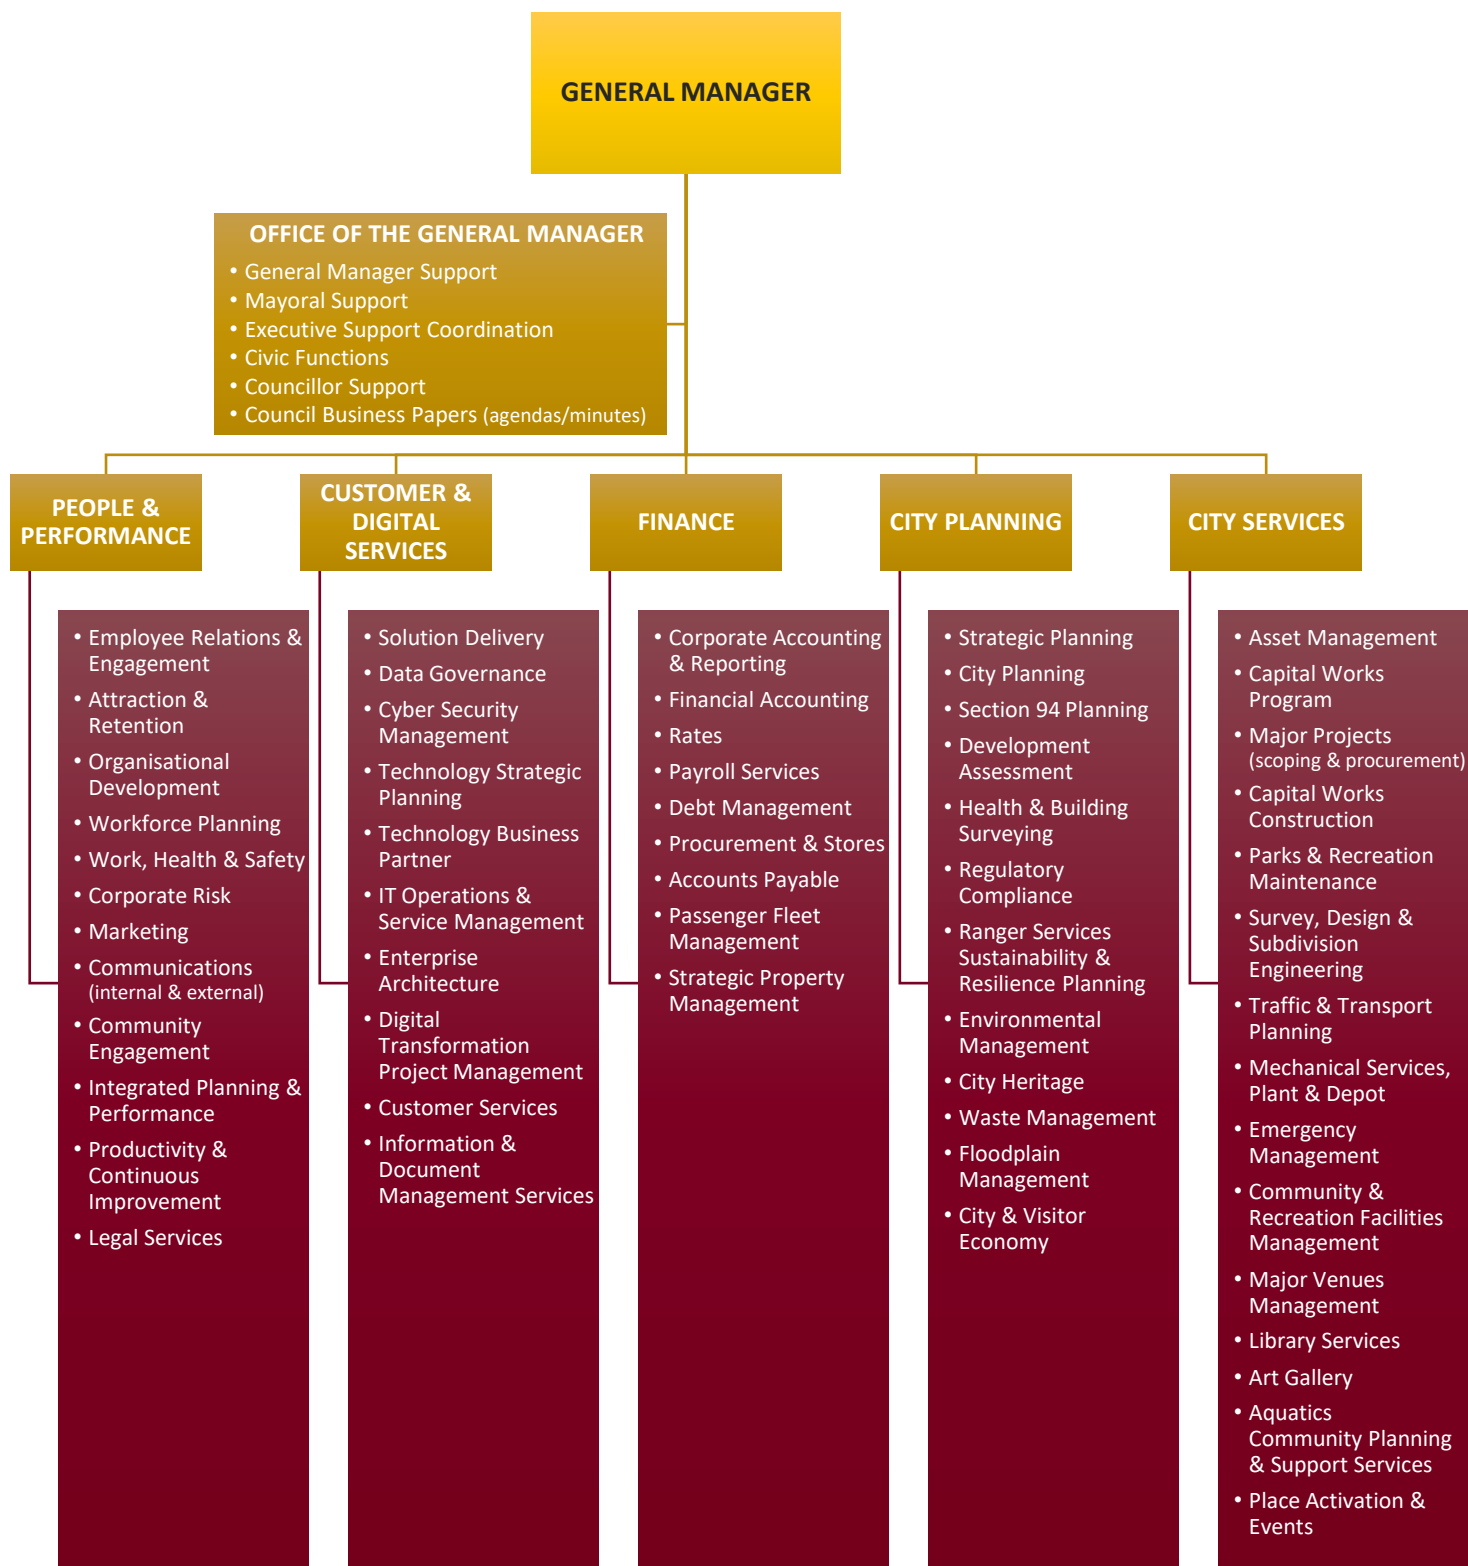 GENERAL MANAGER
OFFICE OF THE GENERAL MANAGER
• General Manager Support
• Mayoral Support
• Executive Support Coordination
• Civic Functions
• Councillor Support
• Council Business Papers (agendas/minutes)
PEOPLE &
PERFORMANCE
• Employee Relations &
Engagement
• Attraction &
Retention
• Organisational
Development
• Workforce Planning
• Work, Health & Safety
• Corporate Risk
• Marketing
• Communications
(internal & external)
• Community
Engagement
• Integrated Planning &
Performance
• Productivity &
Continuous
Improvement
• Legal Services
CUSTOMER &
DIGITAL
SERVICES
• Solution Delivery
• Data Governance
• Cyber Security
Management
• Technology Strategic
Planning
• Technology Business
Partner
• IT Operations &
Service Management
• Enterprise
Architecture
• Digital
Transformation
Project Management
• Customer Services
• Information &
Document
Management Services
FINANCE
• Corporate Accounting
& Reporting
• Financial Accounting
• Rates
• Payroll Services
• Debt Management
• Procurement & Stores
• Accounts Payable
• Passenger Fleet
Management
• Strategic Property
Management
CITY PLANNING
• Strategic Planning
• City Planning
• Section 94 Planning
• Development
Assessment
• Health & Building
Surveying
• Regulatory
Compliance
• Ranger Services
Sustainability &
Resilience Planning
• Environmental
Management
• City Heritage
• Waste Management
• Floodplain
Management
• City & Visitor
Economy
CITY SERVICES
• Asset Management
• Capital Works
Program
• Major Projects
(scoping & procurement)
• Capital Works
Construction
• Parks & Recreation
Maintenance
• Survey, Design &
Subdivision
Engineering
• Traffic & Transport
Planning
• Mechanical Services,
Plant & Depot
• Emergency
Management
• Community &
Recreation Facilities
Management
• Major Venues
Management
• Library Services
• Art Gallery
• Aquatics
Community Planning
& Support Services
• Place Activation &
Events